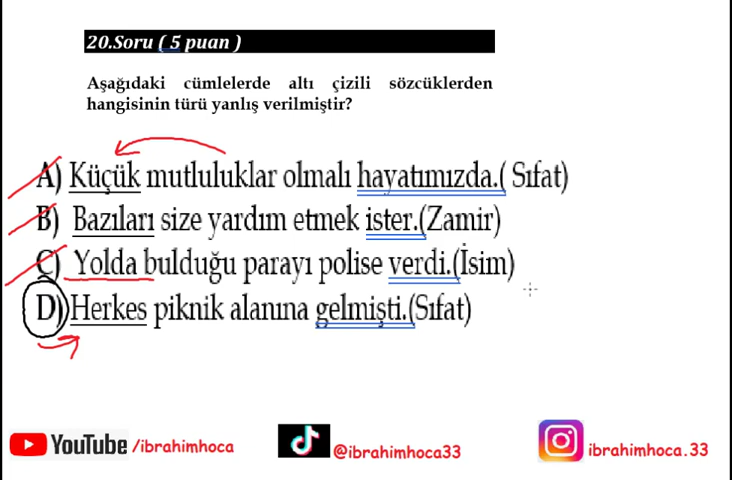 20.Soru ( 5 puan )
Aşağıdaki cümlelerde altı çizili sözcüklerden
hangisinin türü yanlış verilmiştir?
A) Küçük mutluluklar olmalı hayatımızda.( Sıfat)
B) Bazıları size yardım etmek ister.(Zamir)
C) Yolda bulduğu parayı polise verdi.(İsim)
D) Herkes piknik alanına gelmişti.(Sıfat)
YouTube /ibrahimhoca
@ibrahimhoca33
ibrahimhoca.33